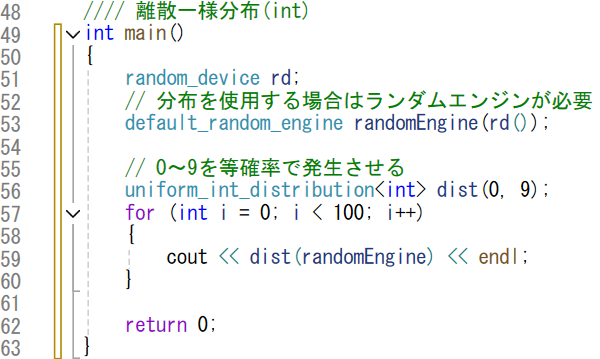 48 //// 離散一様分布(int)
49 int main()
50 {
51 random_device rd;
52 // 分布を使用する場合はランダムエンジンが必要
53 default_random_engine randomEngine(rd());
54
55 // 0～9を等確率で発生させる
56 uniform_int_distribution<int> dist(0, 9);
57 for (int i = 0; i < 100; i++)
58 {
59 cout << dist(randomEngine) << endl;
60 }
61
62 return 0;
63 }